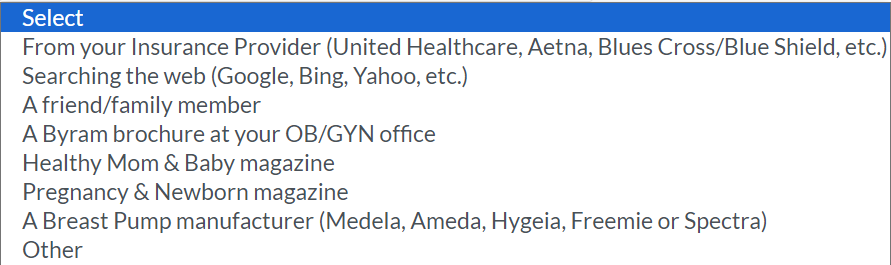 Select
From your Insurance Provider (United Healthcare, Aetna, Blues Cross/Blue Shield, etc.)
Searching the web (Google, Bing, Yahoo, etc.)
A friend/family member
A Byram brochure at your OB/GYN office
Healthy Mom & Baby magazine
Pregnancy & Newborn magazine
A Breast Pump manufacturer (Medela, Ameda, Hygeia, Freemie or Spectra)
Other